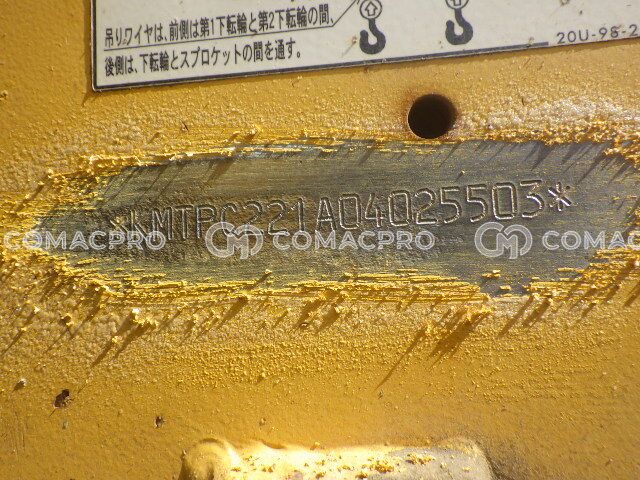 吊りワイヤは、前側は第1下転輪と第2下転輪の間、
後側は、下転輪とスプロケットの間を通す。
20U-98-2
*KMTPC221A04025503*
COMACPRO
CM COMACPRO
CM COMACPRO